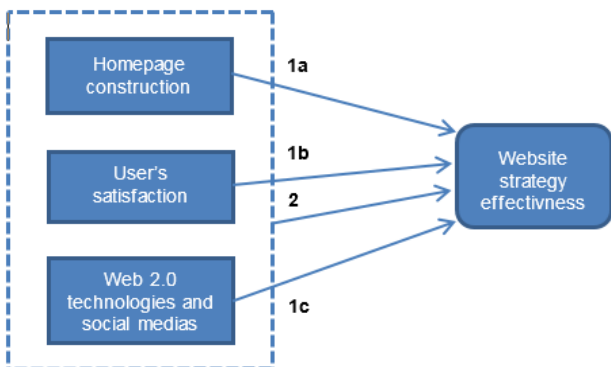 Homepage
construction
1a
User's
satisfaction
1b
2
Web 2.0
technologies and
social medias
1c
Website
strategy
effectivness